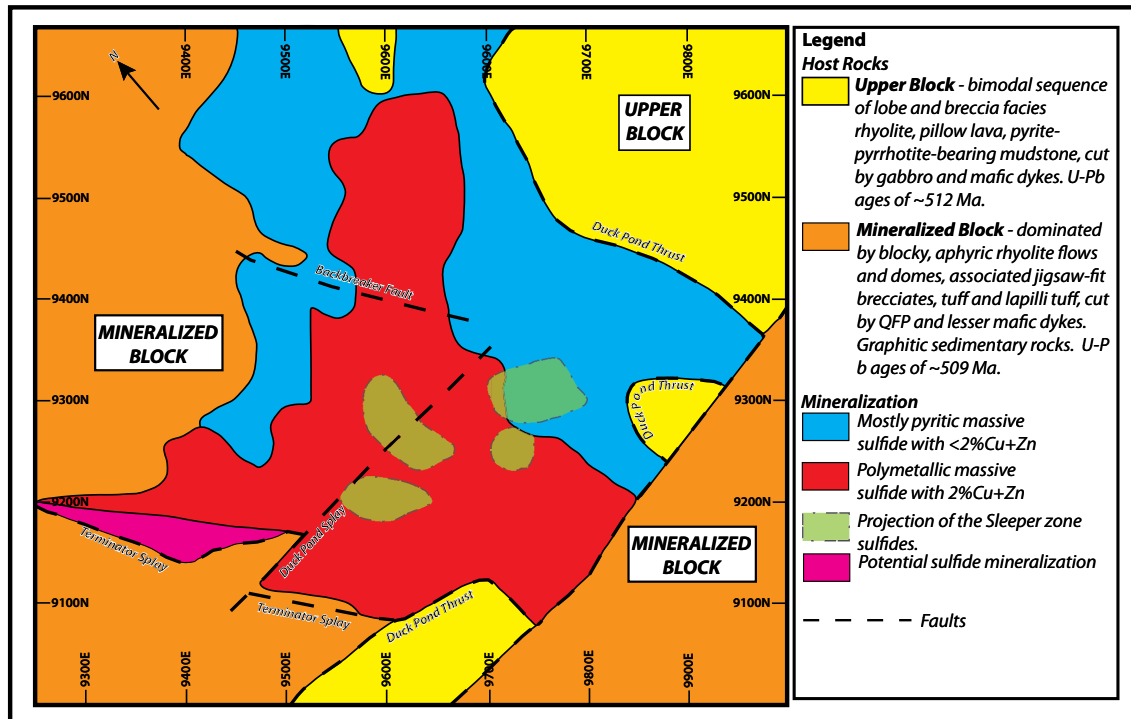 N
9400E
9500E
9600E
9600E
9700E
9800E
9600N
9500N
9400N
9300N
9200N
9100N
9600N
9500N
9400N
9300N
9200N
9100N
9300E
9400E
9500E
9600E
9700E
9800E
9900E
UPPER
BLOCK
Duck Pond Thrust
Backbreaker Fault
MINERALIZED
BLOCK
Duck Pond Thrust
Duck Pond Splay
Terminator Splay
MINERALIZED
BLOCK
Terminator Splay
Duck Pond Thrust
Legend
Host Rocks
Upper Block - bimodal sequence
of lobe and breccia facies
rhyolite, pillow lava, pyrite-
pyrrhotite-bearing mudstone, cut
by gabbro and mafic dykes. U-Pb
ages of ~512 Ma.
Mineralized Block - dominated
by blocky, aphyric rhyolite flows
and domes, associated jigsaw-fit
brecciates, tuff and lapilli tuff, cut
by QFP and lesser mafic dykes.
Graphitic sedimentary rocks. U-P
b ages of ~509 Ma.
Mineralization
Mostly pyritic massive
sulfide with <2%Cu+Zn
Polymetallic massive
sulfide with 2%Cu+Zn
Projection of the Sleeper zone
sulfides.
Potential sulfide mineralization
Faults